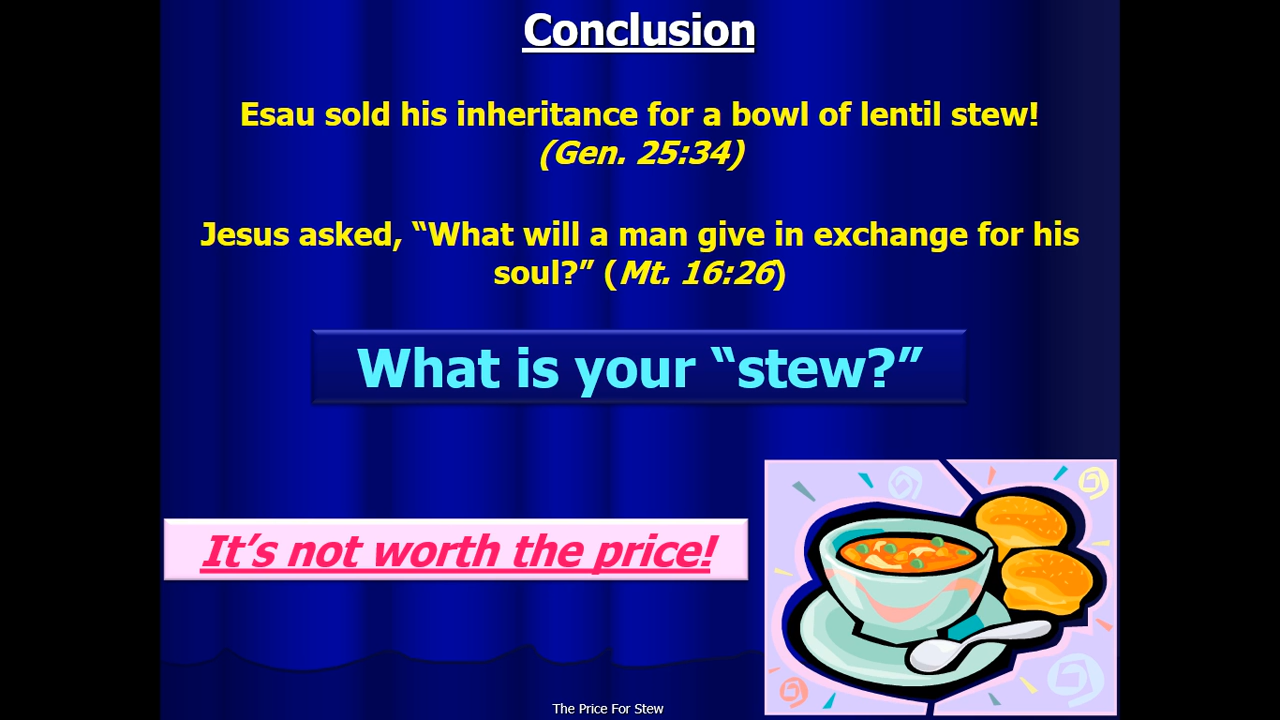 Conclusion
Esau sold his inheritance for a bowl of lentil stew!
(Gen. 25:34)
Jesus asked, “What will a man give in exchange for his
soul?” (Mt. 16:26)
What is your “stew?”
It’s not worth the price!
The Price For Stew